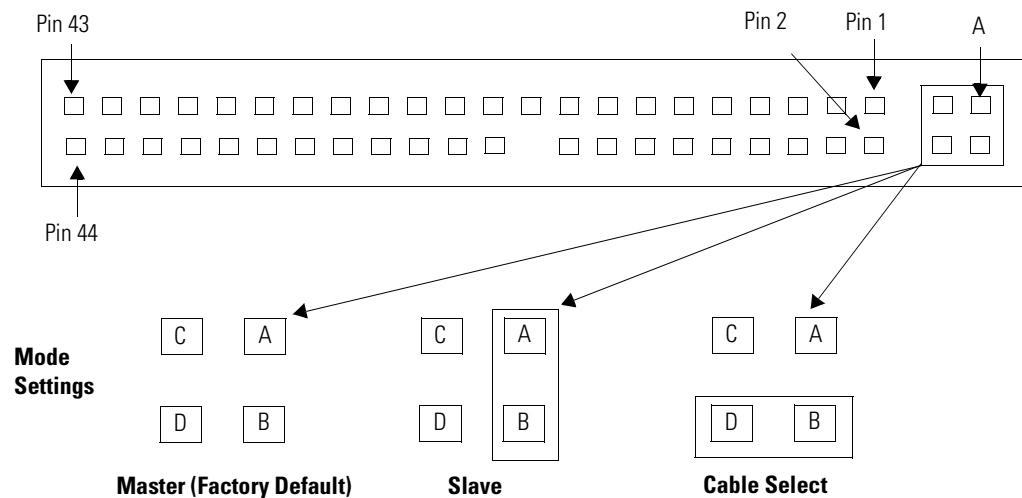 Pin 43
Pin 2
Pin 1
A
Pin 44
Mode
Settings
C A
D B
Master (Factory Default)
C A
D B
Slave
C A
D B
Cable Select